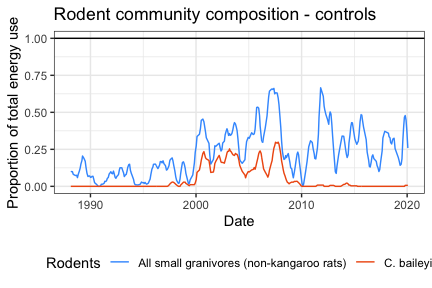 Rodent community composition - controls
Proportion of total energy use
1.00
0.75
0.50
0.25
0.00
1990 2000 2010 2020
Date
Rodents All small granivores (non-kangaroo rats) C. baileyi